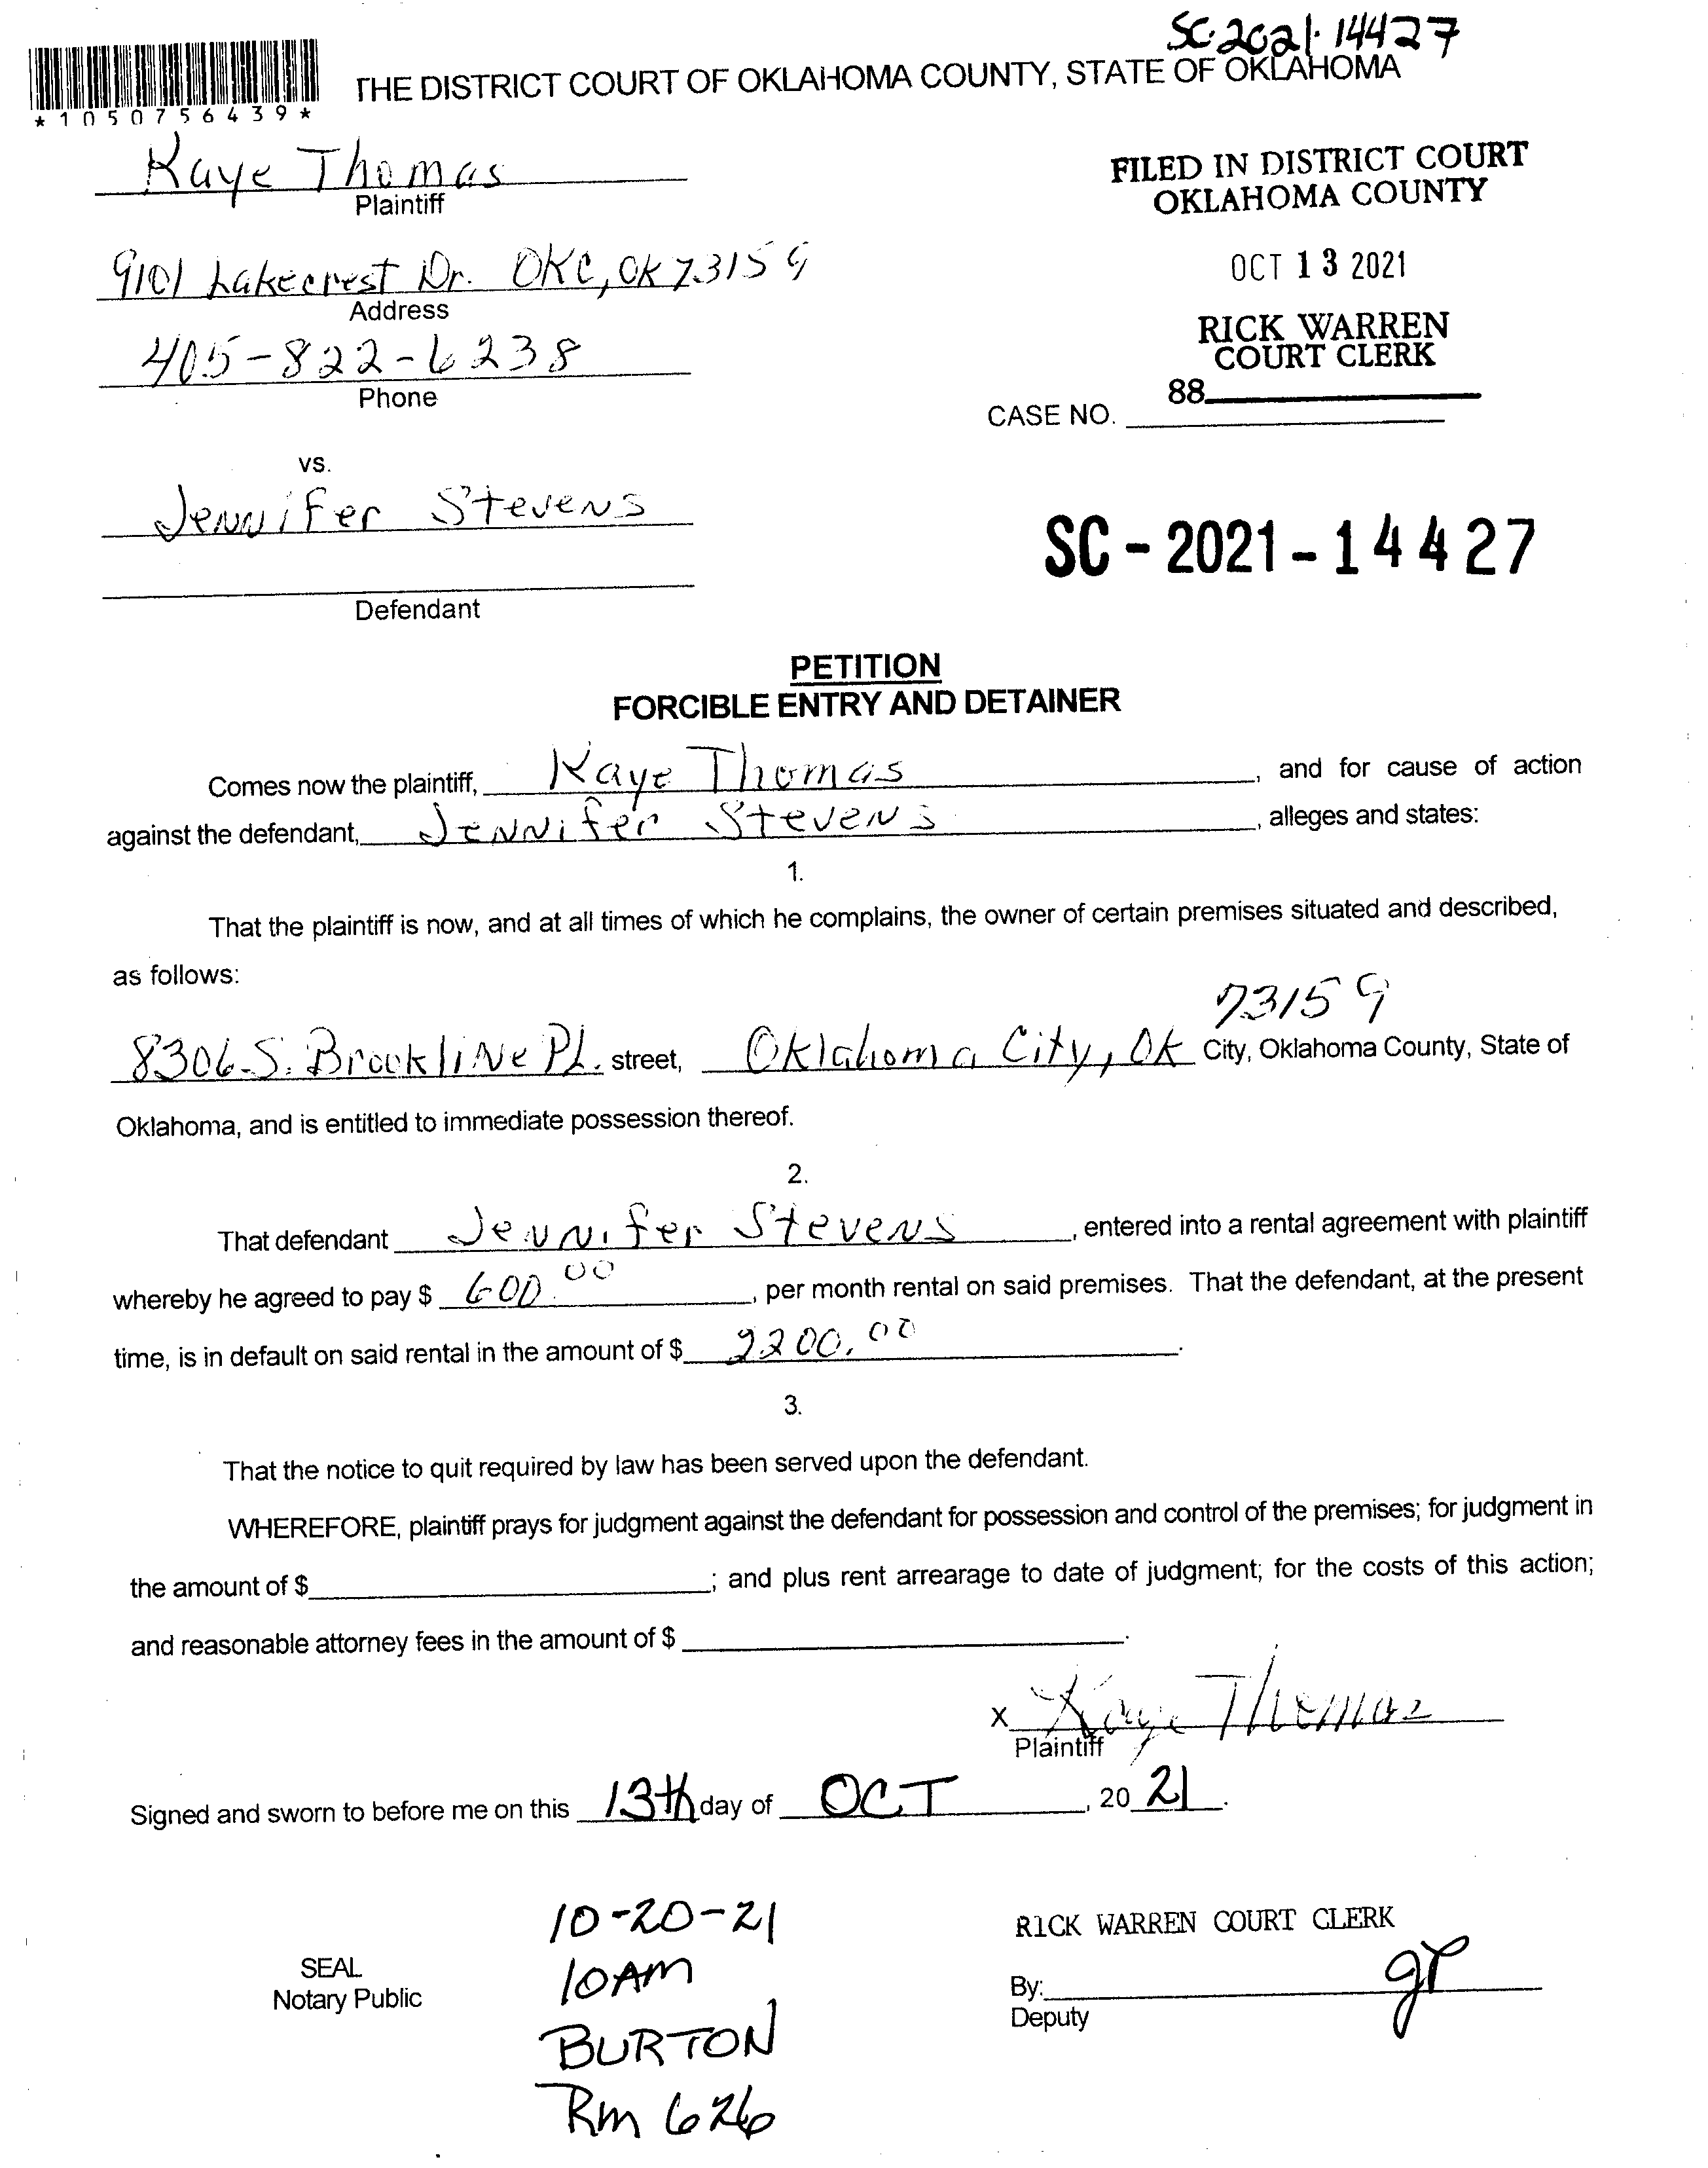 SC-2021-14427
THE DISTRICT COURT OF OKLAHOMA COUNTY, STATE OF OKLAHOMA
*1050756439*
Kaye Thomas
Plaintiff
FILED IN DISTRICT COURT
OKLAHOMA COUNTY
9101 Lakecrest Dr. OKC, OK 73159
Address
OCT 13 2021
405-822-6238
Phone
RICK WARREN
COURT CLERK
88
CASE NO.
vs.
Jennifer Stevens
SC-2021-14427
Defendant
PETITION
FORCIBLE ENTRY AND DETAINER
Comes now the plaintiff, Kaye Thomas, and for cause of action
against the defendant, Jennifer Stevens, alleges and states:
1.
That the plaintiff is now, and at all times of which he complains, the owner of certain premises situated and described,
as follows:
73159
8306 S. Brookline Pl. street, Oklahoma City, OK City, Oklahoma County, State of
Oklahoma, and is entitled to immediate possession thereof.
2.
That defendant Jennifer Stevens, entered into a rental agreement with plaintiff
whereby he agreed to pay $ 600.00, per month rental on said premises. That the defendant, at the present
time, is in default on said rental in the amount of $ 2200.00.
3.
That the notice to quit required by law has been served upon the defendant.
WHEREFORE, plaintiff prays for judgment against the defendant for possession and control of the premises; for judgment in
the amount of $; and plus rent arrearage to date of judgment; for the costs of this action;
and reasonable attorney fees in the amount of $.
x Kaye Thomas
Plaintiff
Signed and sworn to before me on this 13th day of OCT, 20 21.
10-20-21
10AM
BURTON
Rm 626
SEAL
Notary Public
RICK WARREN COURT CLERK
By: gr
Deputy